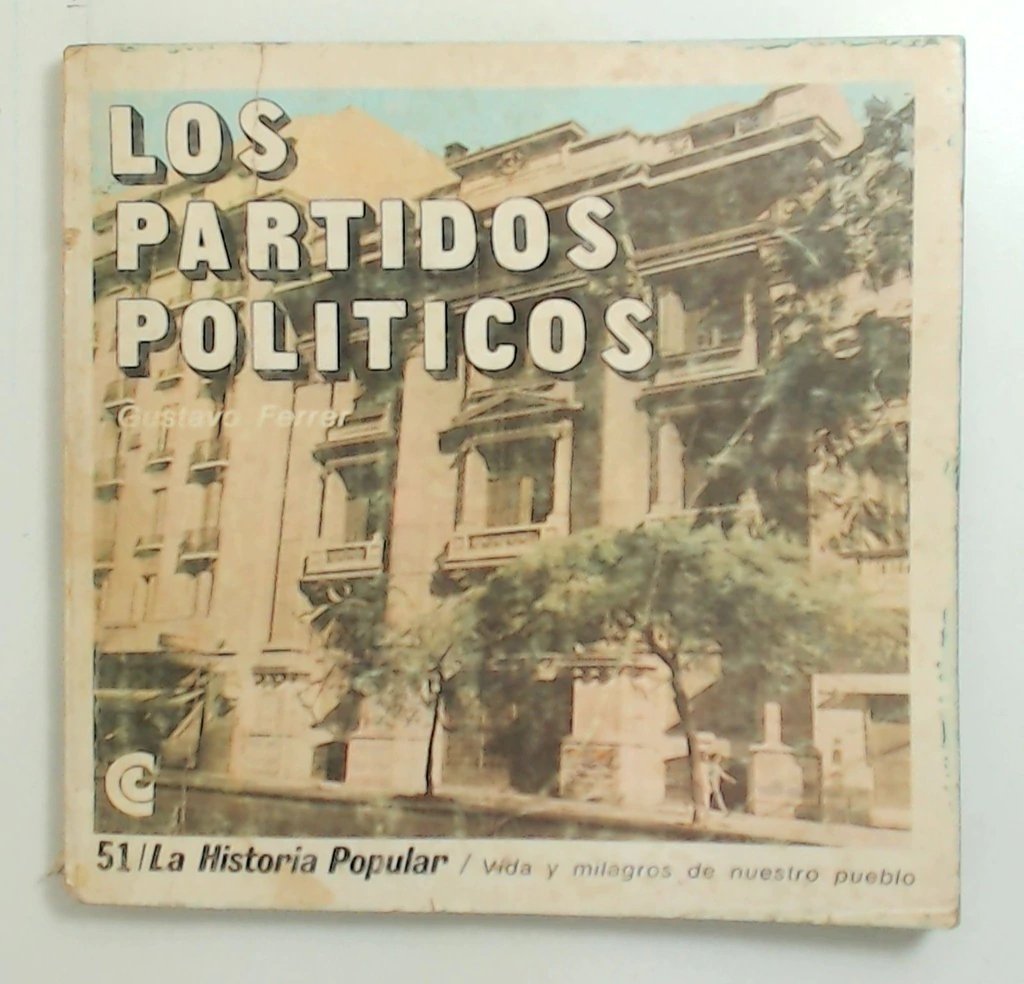 LOS
PARTIDOS
POLITICOS
Gustavo Ferrer
51/La Historia Popular / Vida y milagros de nuestro pueblo